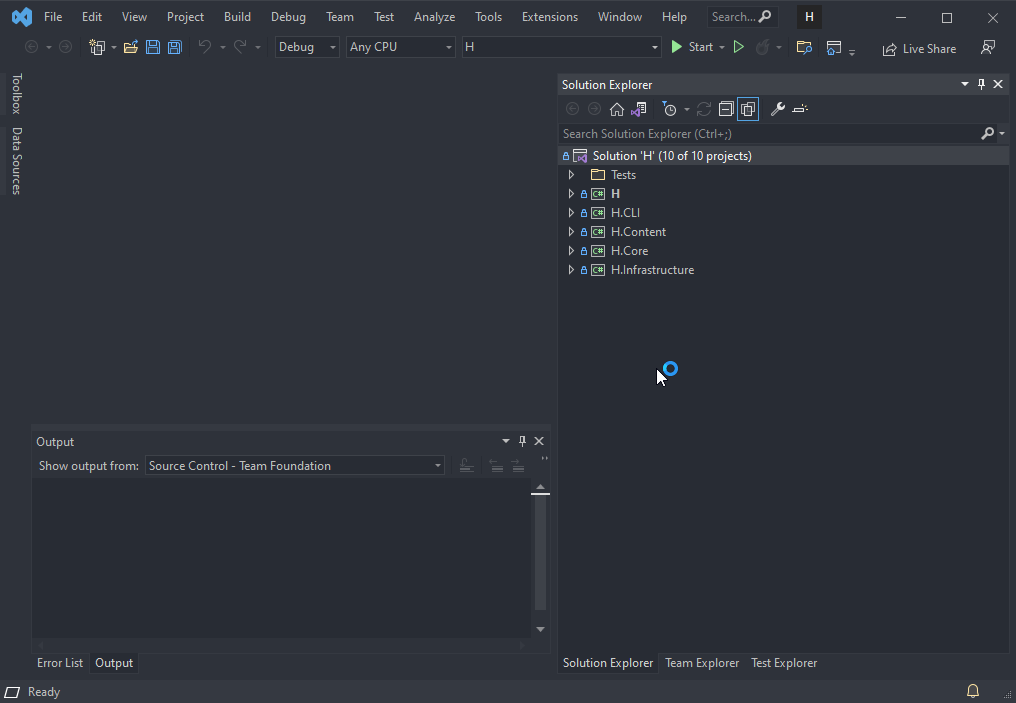 File Edit View Project Build Debug Team Test Analyze Tools Extensions Window Help Search... H
Debug Any CPU H Start Live Share
Toolbox
Data Sources
Solution Explorer
Search Solution Explorer (Ctrl+;)
Solution 'H' (10 of 10 projects)
Tests
C# H
C# H.CLI
C# H.Content
C# H.Core
C# H.Infrastructure
Output
Show output from: Source Control - Team Foundation
Error List Output
Solution Explorer Team Explorer Test Explorer
Ready